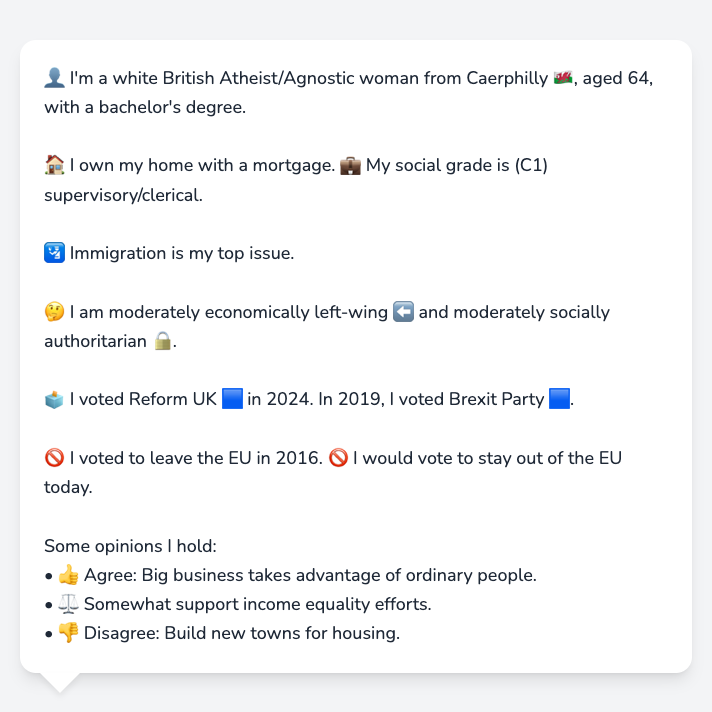 👤 I'm a white British Atheist/Agnostic woman from Caerphilly 🏴󠁧󠁢󠁷󠁬󠁳󠁿, aged 64,
with a bachelor's degree.
🏠 I own my home with a mortgage. 💼 My social grade is (C1)
supervisory/clerical.
🛂 Immigration is my top issue.
🤔 I am moderately economically left-wing ⬅️ and moderately socially
authoritarian 🔒.
🗳️ I voted Reform UK 🟦 in 2024. In 2019, I voted Brexit Party 🟦.
🚫 I voted to leave the EU in 2016. 🚫 I would vote to stay out of the EU
today.
Some opinions I hold:
• 👍 Agree: Big business takes advantage of ordinary people.
• ⚖️ Somewhat support income equality efforts.
• 👎 Disagree: Build new towns for housing.